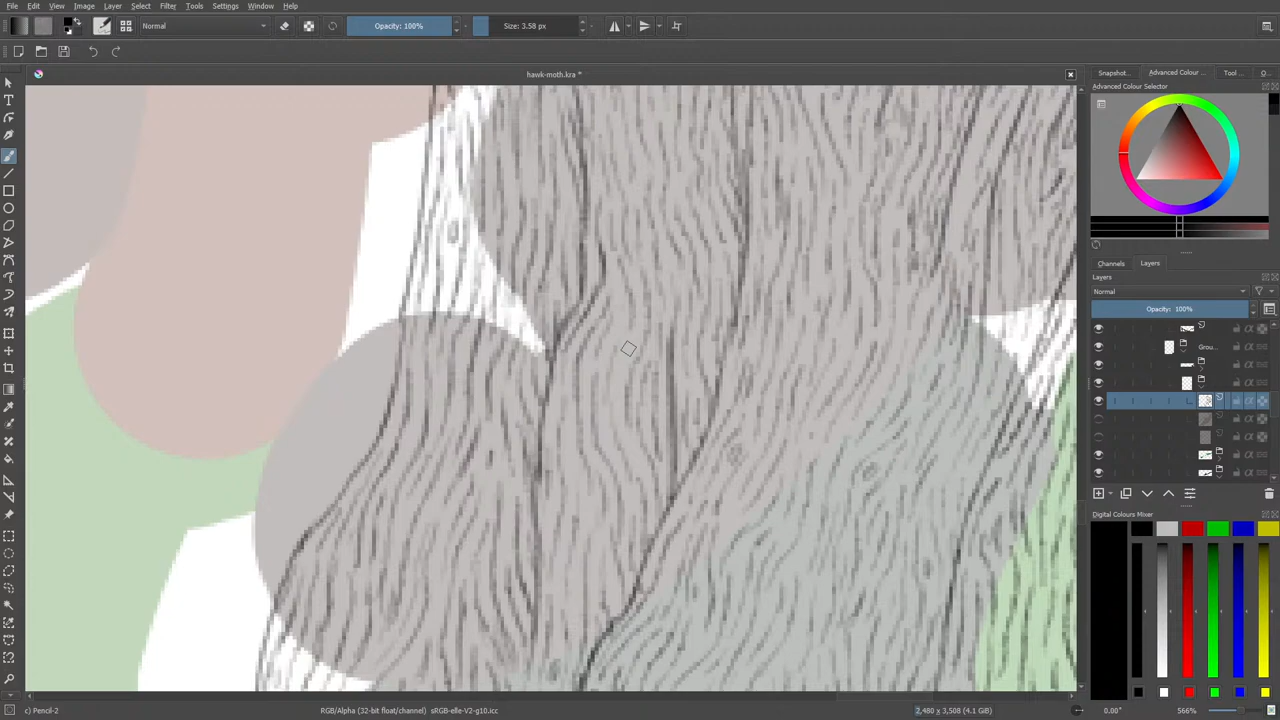 File Edit View Image Layer Select Filter Tools Settings Window Help
Normal Opacity: 100% Size: 3.58 px
hawk-moth.kra *
Snapshot... Advanced Colour ... Tool ... O...
Advanced Colour Selector
Channels Layers
Layers
Normal
Opacity: 100%
Grou...
Digital Colours Mixer
c) Pencil-2 RGB/Alpha (32-bit float/channel) sRGB-elle-V2-g10.icc 2,480 x 3,508 (4.1 GiB) 0.00° 566%